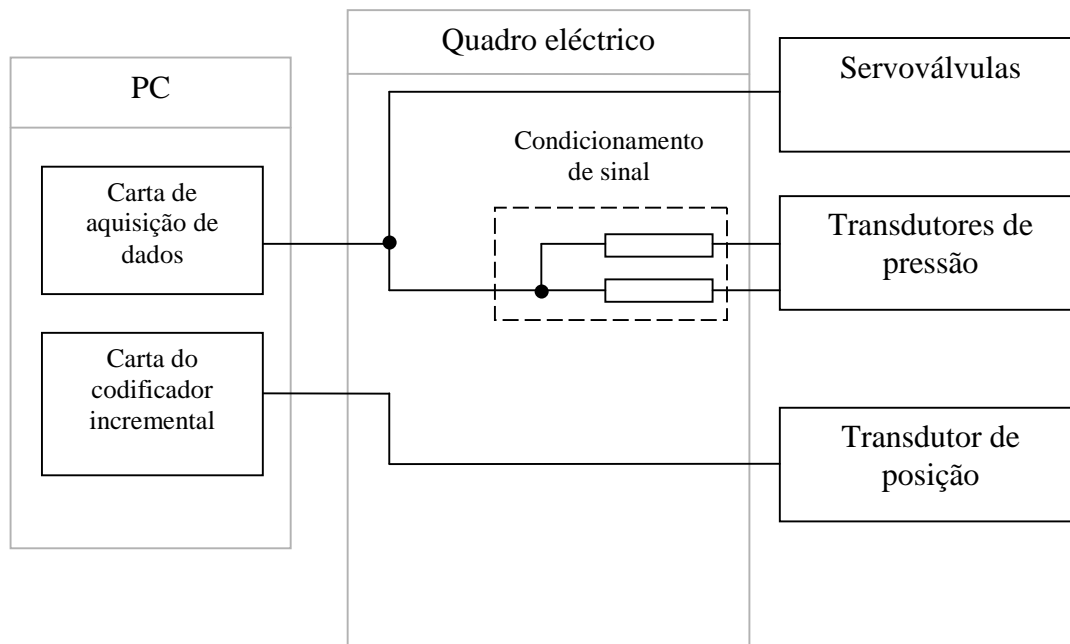 Quadro eléctrico
PC
Servoválvulas
Condicionamento
de sinal
Carta de
aquisição de
dados
Transdutores de
pressão
Carta do
codificador
incremental
Transdutor de
posição